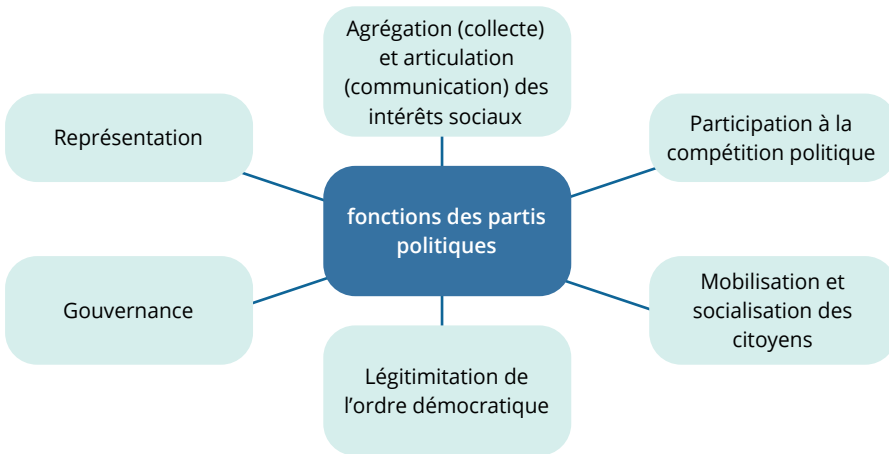 Agrégation (collecte)
et articulation
(communication) des
intérêts sociaux
Représentation
Participation à la
compétition politique
fonctions des partis
politiques
Gouvernance
Mobilisation et
socialisation des
citoyens
Légitimitation de
l'ordre démocratique